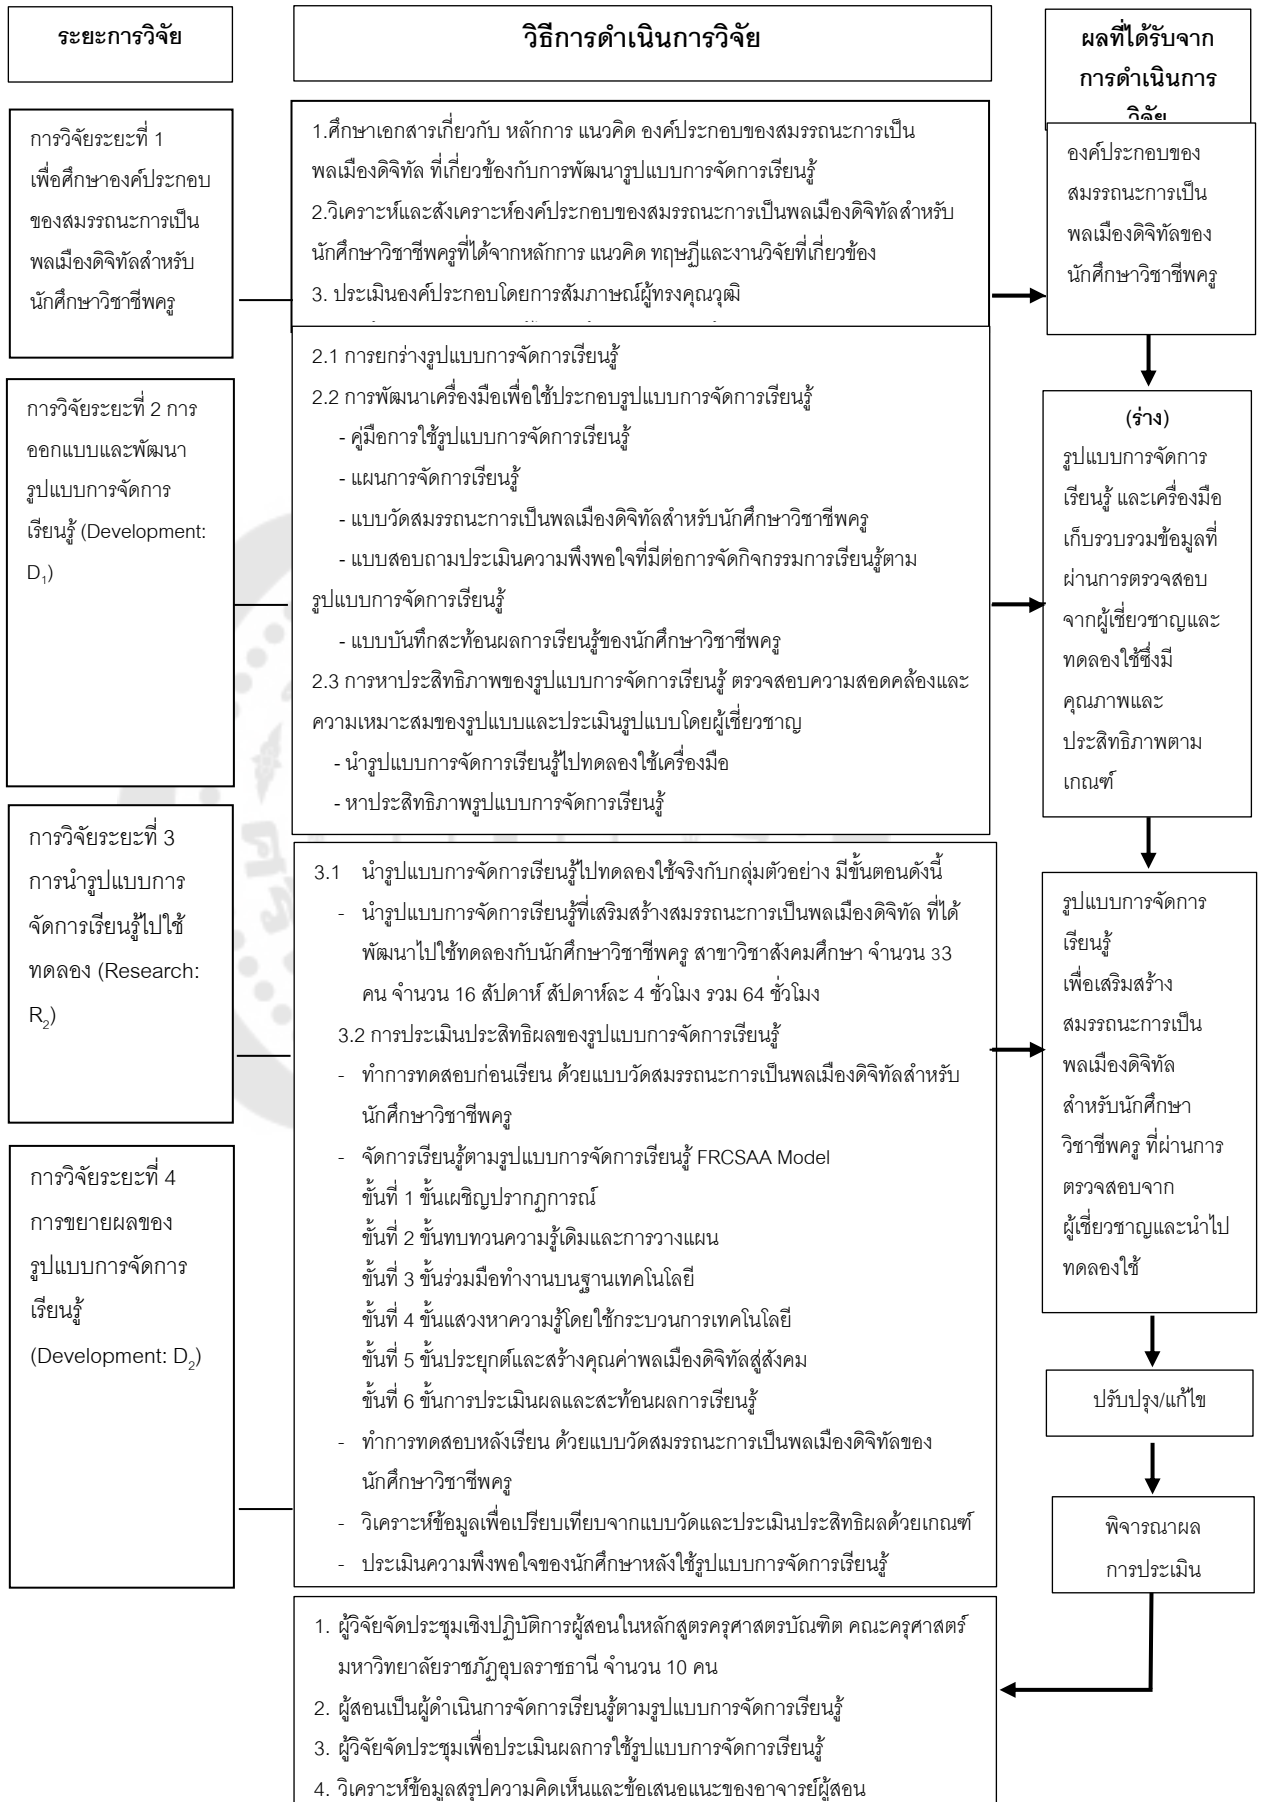 ระยะการวิจัย
วิธีการดำเนินการวิจัย
ผลที่ได้รับจาก
การดำเนินการ
วิจัย
การวิจัยระยะที่ 1
เพื่อศึกษาองค์ประกอบ
ของสมรรถนะการเป็น
พลเมืองดิจิทัลสำหรับ
นักศึกษาวิชาชีพครู
1.ศึกษาเอกสารเกี่ยวกับ หลักการ แนวคิด องค์ประกอบของสมรรถนะการเป็น
พลเมืองดิจิทัล ที่เกี่ยวข้องกับการพัฒนารูปแบบการจัดการเรียนรู้
2.วิเคราะห์และสังเคราะห์องค์ประกอบของสมรรถนะการเป็นพลเมืองดิจิทัลสำหรับ
นักศึกษาวิชาชีพครูที่ได้จากหลักการ แนวคิด ทฤษฎีและงานวิจัยที่เกี่ยวข้อง
3. ประเมินองค์ประกอบโดยการสัมภาษณ์ผู้ทรงคุณวุฒิ
องค์ประกอบของ
สมรรถนะการเป็น
พลเมืองดิจิทัลของ
นักศึกษาวิชาชีพครู
การวิจัยระยะที่ 2 การ
ออกแบบและพัฒนา
รูปแบบการจัดการ
เรียนรู้ (Development:
D₁)
2.1 การยกร่างรูปแบบการจัดการเรียนรู้
2.2 การพัฒนาเครื่องมือเพื่อใช้ประกอบรูปแบบการจัดการเรียนรู้
- คู่มือการใช้รูปแบบการจัดการเรียนรู้
- แผนการจัดการเรียนรู้
- แบบวัดสมรรถนะการเป็นพลเมืองดิจิทัลสำหรับนักศึกษาวิชาชีพครู
- แบบสอบถามประเมินความพึงพอใจที่มีต่อการจัดกิจกรรมการเรียนรู้ตาม
รูปแบบการจัดการเรียนรู้
- แบบบันทึกสะท้อนผลการเรียนรู้ของนักศึกษาวิชาชีพครู
2.3 การหาประสิทธิภาพของรูปแบบการจัดการเรียนรู้ ตรวจสอบความสอดคล้องและ
ความเหมาะสมของรูปแบบและประเมินรูปแบบโดยผู้เชี่ยวชาญ
- นำรูปแบบการจัดการเรียนรู้ไปทดลองใช้เครื่องมือ
- หาประสิทธิภาพรูปแบบการจัดการเรียนรู้
(ร่าง)
รูปแบบการจัดการ
เรียนรู้ และเครื่องมือ
เก็บรวบรวมข้อมูลที่
ผ่านการตรวจสอบ
จากผู้เชี่ยวชาญและ
ทดลองใช้ซึ่งมี
คุณภาพและ
ประสิทธิภาพตาม
เกณฑ์
การวิจัยระยะที่ 3
การนำรูปแบบการ
จัดการเรียนรู้ไปใช้
ทดลอง (Research:
R₂)
3.1 นำรูปแบบการจัดการเรียนรู้ไปทดลองใช้จริงกับกลุ่มตัวอย่าง มีขั้นตอนดังนี้
- นำรูปแบบการจัดการเรียนรู้ที่เสริมสร้างสมรรถนะการเป็นพลเมืองดิจิทัล ที่ได้
พัฒนาไปใช้ทดลองกับนักศึกษาวิชาชีพครู สาขาวิชาสังคมศึกษา จำนวน 33
คน จำนวน 16 สัปดาห์ สัปดาห์ละ 4 ชั่วโมง รวม 64 ชั่วโมง
3.2 การประเมินประสิทธิผลของรูปแบบการจัดการเรียนรู้
- ทำการทดสอบก่อนเรียน ด้วยแบบวัดสมรรถนะการเป็นพลเมืองดิจิทัลสำหรับ
นักศึกษาวิชาชีพครู
- จัดการเรียนรู้ตามรูปแบบการจัดการเรียนรู้ FRCSAA Model
ขั้นที่ 1 ขั้นเผชิญปรากฏการณ์
ขั้นที่ 2 ขั้นทบทวนความรู้เดิมและการวางแผน
ขั้นที่ 3 ขั้นร่วมมือทำงานบนฐานเทคโนโลยี
ขั้นที่ 4 ขั้นแสวงหาความรู้โดยใช้กระบวนการเทคโนโลยี
ขั้นที่ 5 ขั้นประยุกต์และสร้างคุณค่าพลเมืองดิจิทัลสู่สังคม
ขั้นที่ 6 ขั้นการประเมินผลและสะท้อนผลการเรียนรู้
- ทำการทดสอบหลังเรียน ด้วยแบบวัดสมรรถนะการเป็นพลเมืองดิจิทัลของ
นักศึกษาวิชาชีพครู
- วิเคราะห์ข้อมูลเพื่อเปรียบเทียบจากแบบวัดและประเมินประสิทธิผลด้วยเกณฑ์
- ประเมินความพึงพอใจของนักศึกษาหลังใช้รูปแบบการจัดการเรียนรู้
รูปแบบการจัดการ
เรียนรู้
เพื่อเสริมสร้าง
สมรรถนะการเป็น
พลเมืองดิจิทัล
สำหรับนักศึกษา
วิชาชีพครู ที่ผ่านการ
ตรวจสอบจาก
ผู้เชี่ยวชาญและนำไป
ทดลองใช้
การวิจัยระยะที่ 4
การขยายผลของ
รูปแบบการจัดการ
เรียนรู้
(Development: D₂)
ปรับปรุง/แก้ไข
พิจารณาผล
การประเมิน
1. ผู้วิจัยจัดประชุมเชิงปฏิบัติการผู้สอนในหลักสูตรครุศาสตรบัณฑิต คณะครุศาสตร์
มหาวิทยาลัยราชภัฏอุบลราชธานี จำนวน 10 คน
2. ผู้สอนเป็นผู้ดำเนินการจัดการเรียนรู้ตามรูปแบบการจัดการเรียนรู้
3. ผู้วิจัยจัดประชุมเพื่อประเมินผลการใช้รูปแบบการจัดการเรียนรู้
4. วิเคราะห์ข้อมูลสรุปความคิดเห็นและข้อเสนอแนะของอาจารย์ผู้สอน